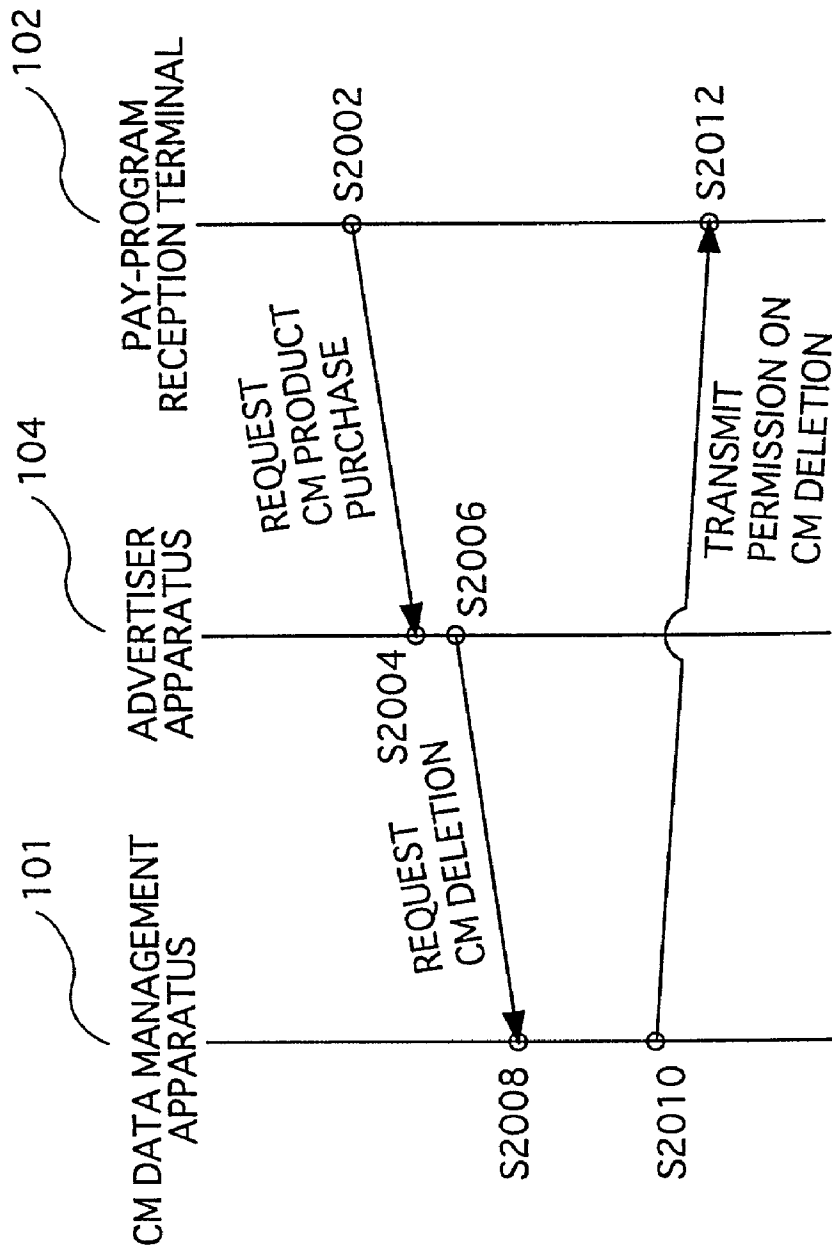 101
CM DATA MANAGEMENT
APPARATUS
104
ADVERTISER
APPARATUS
102
PAY-PROGRAM
RECEPTION TERMINAL
S2002
REQUEST
CM PRODUCT
PURCHASE
S2004
S2006
REQUEST
CM DELETION
S2008
S2010
TRANSMIT
PERMISSION ON
CM DELETION
S2012